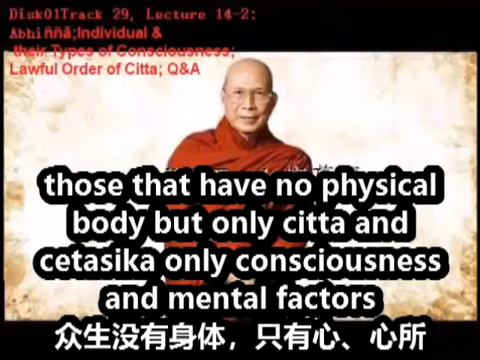 Disk01Track 29, Lecture 14-2:
Abhiññā;Individual &
their Types of Consciousness;
Lawful Order of Citta; Q&A
those that have no physical
body but only citta and
cetasika only consciousness
and mental factors
众生没有身体，只有心、心所